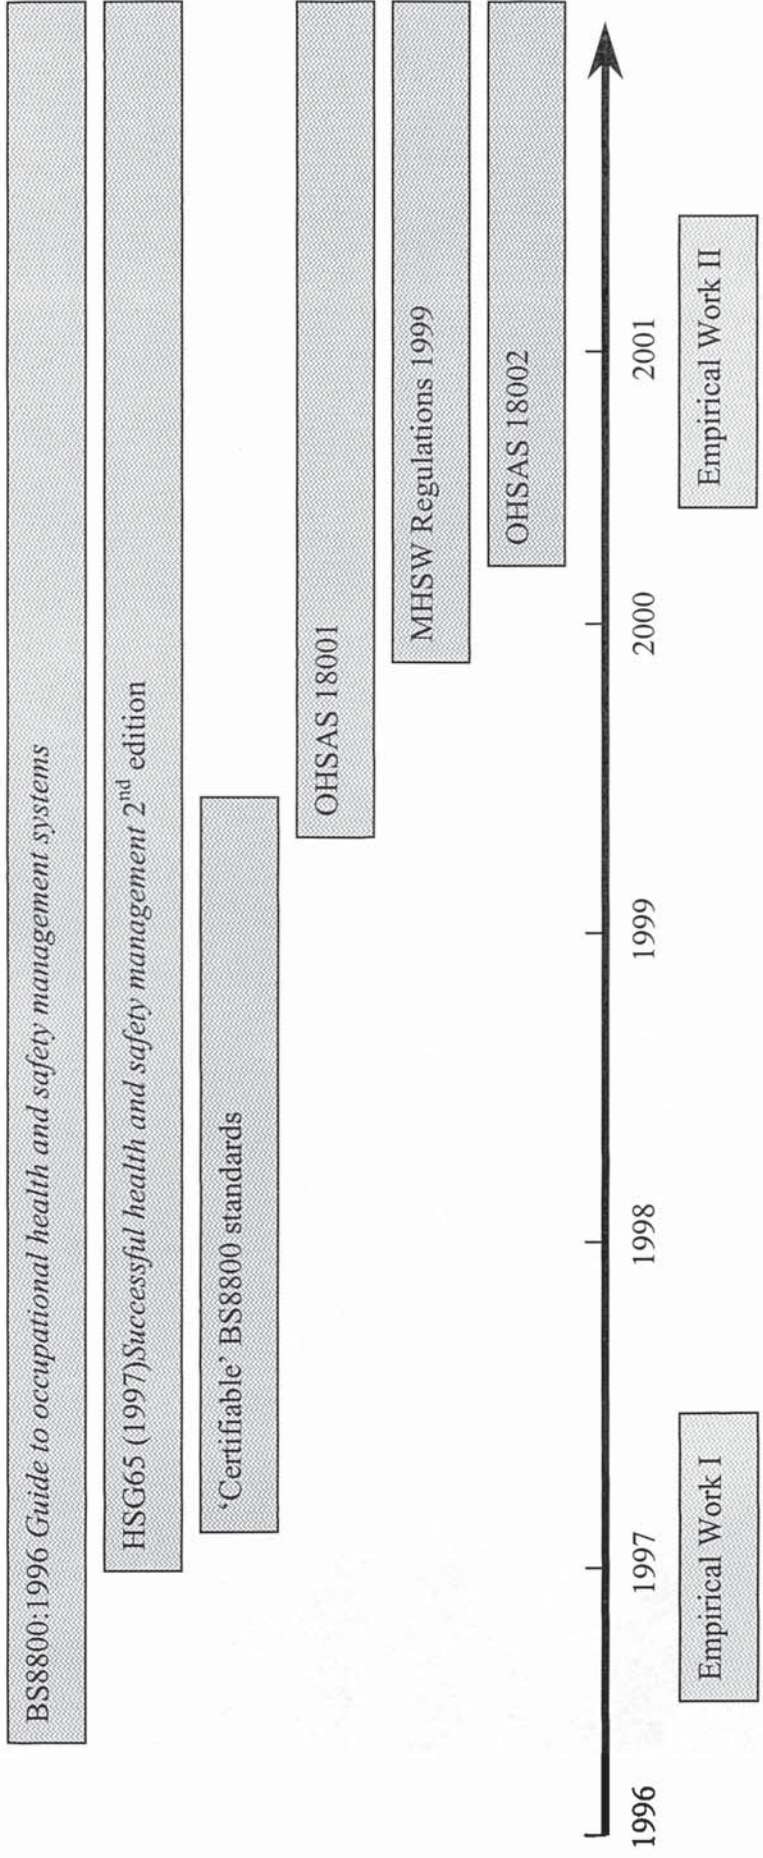 BS8800:1996 Guide to occupational health and safety management systems
HSG65 (1997)Successful health and safety management 2nd edition
‘Certifiable’ BS8800 standards
OHSAS 18001
MHSW Regulations 1999
OHSAS 18002
1996
1997
1998
1999
2000
2001
Empirical Work I
Empirical Work II